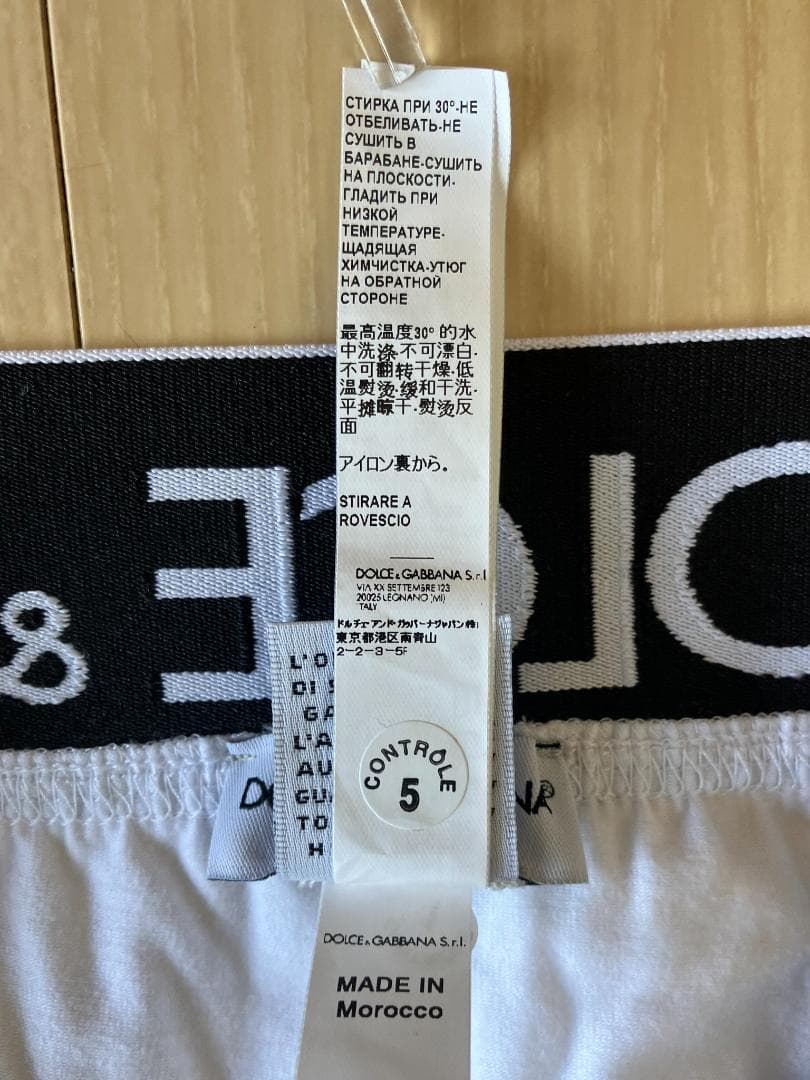 СТИРКА ПРИ 30°-НЕ
ОТБЕЛИВАТЬ-НЕ
СУШИТЬ В
БАРАБАНЕ-СУШИТЬ
НА ПЛОСКОСТИ-
ГЛАДИТЬ ПРИ
НИЗКОЙ
ТЕМПЕРАТУРЕ-
ЩАДЯЩАЯ
ХИМЧИСТКА-УТЮГ
НА ОБРАТНОЙ
СТОРОНЕ
最高温度30°的水
中洗涤·不可漂白·
不可翻转干燥·低
温熨烫·缓和干洗·
平摊晾干·熨烫反
面
アイロン裏から。
STIRARE A
ROVESCIO
DOLCE & GABBANA S.r.l
VIA XX SETTEMBRE 123
20025 LEGNANO (MI)
ITALY
ドルチェ アンド・ガッバーナジャパン(株)
東京都港区南青山
2-2-3-5F
CONTRÔLE
5
&
L'O
DI
GA
L'A
AU
GU
TO
H
DOLCE & GABBANA S.r.l.
MADE IN
Morocco